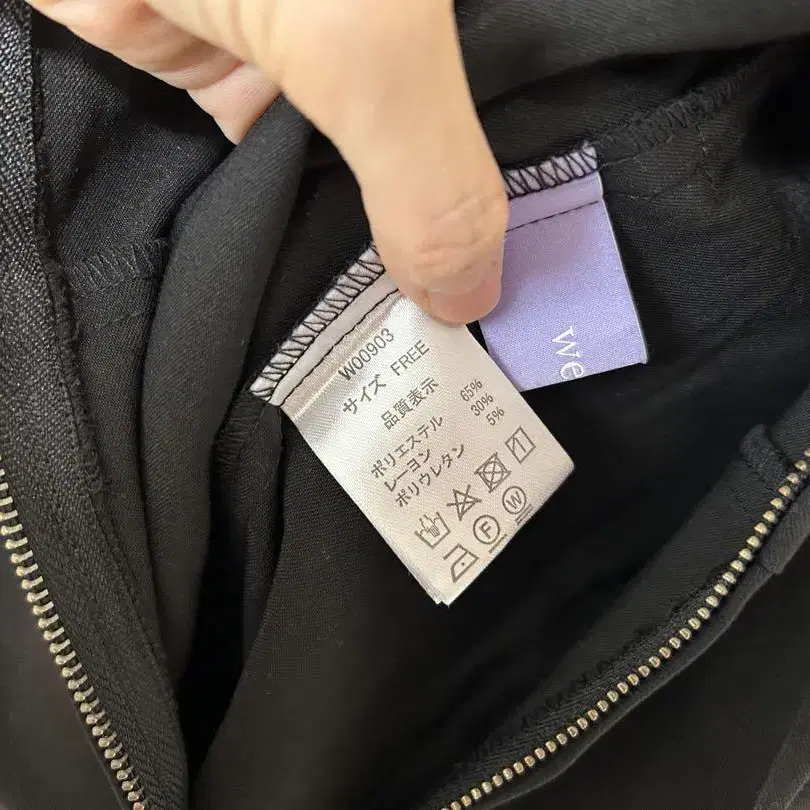 W00903
サイズ FREE
品質表示
ポリエステル 65%
レーヨン 30%
ポリウレタン 5%
F W
we